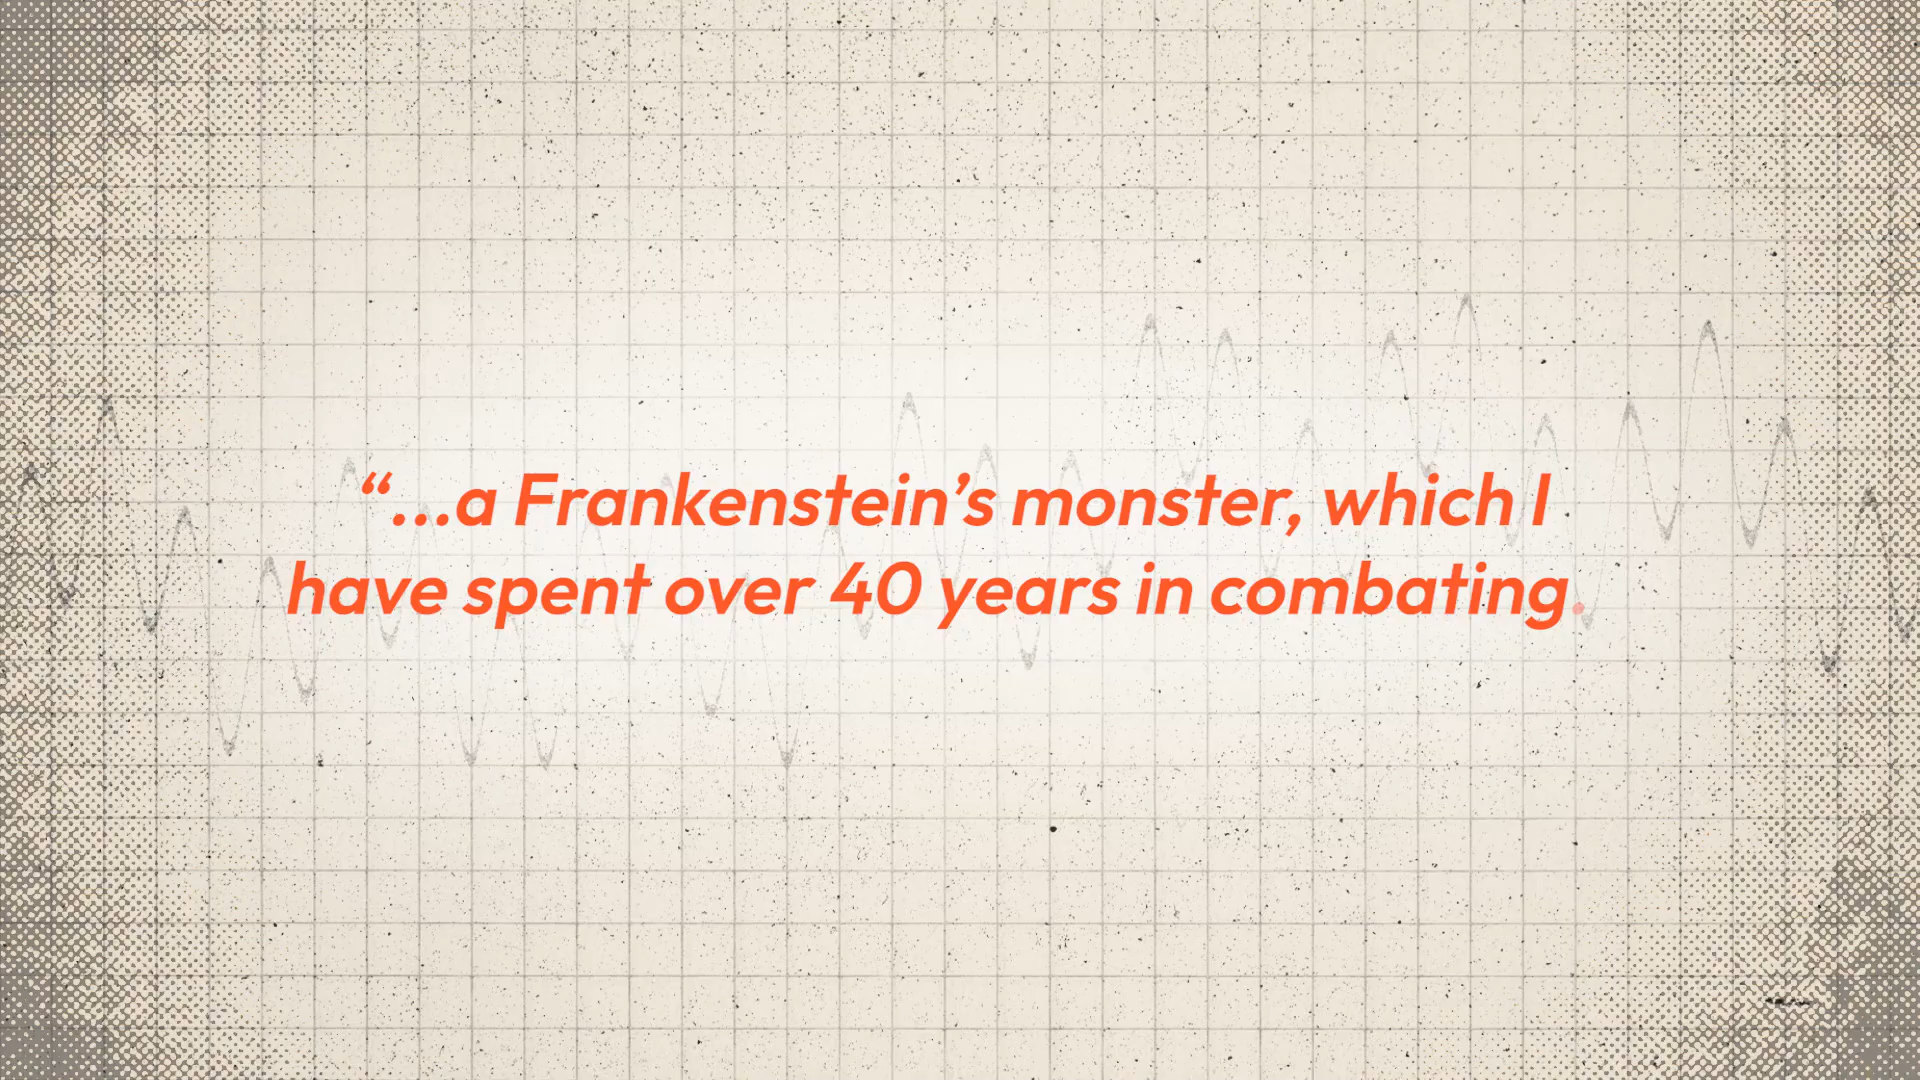 “...a Frankenstein’s monster, which I
have spent over 40 years in combating.